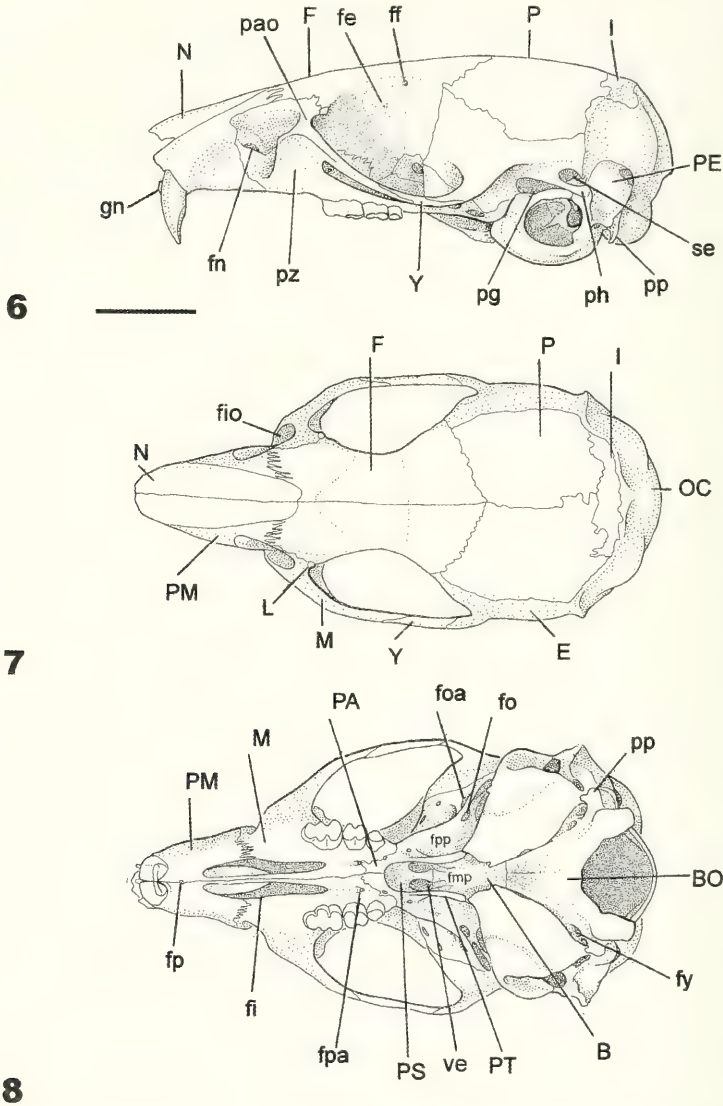 pao F fe ff P I
N
PE
gn
fn pz Y pg ph se pp
6
F P I
fio
N
OC
PM
L M Y E
7
PA foa fo
M pp
PM
fpp
fmp
BO
fp fi fy
fpa PS ve PT B
8